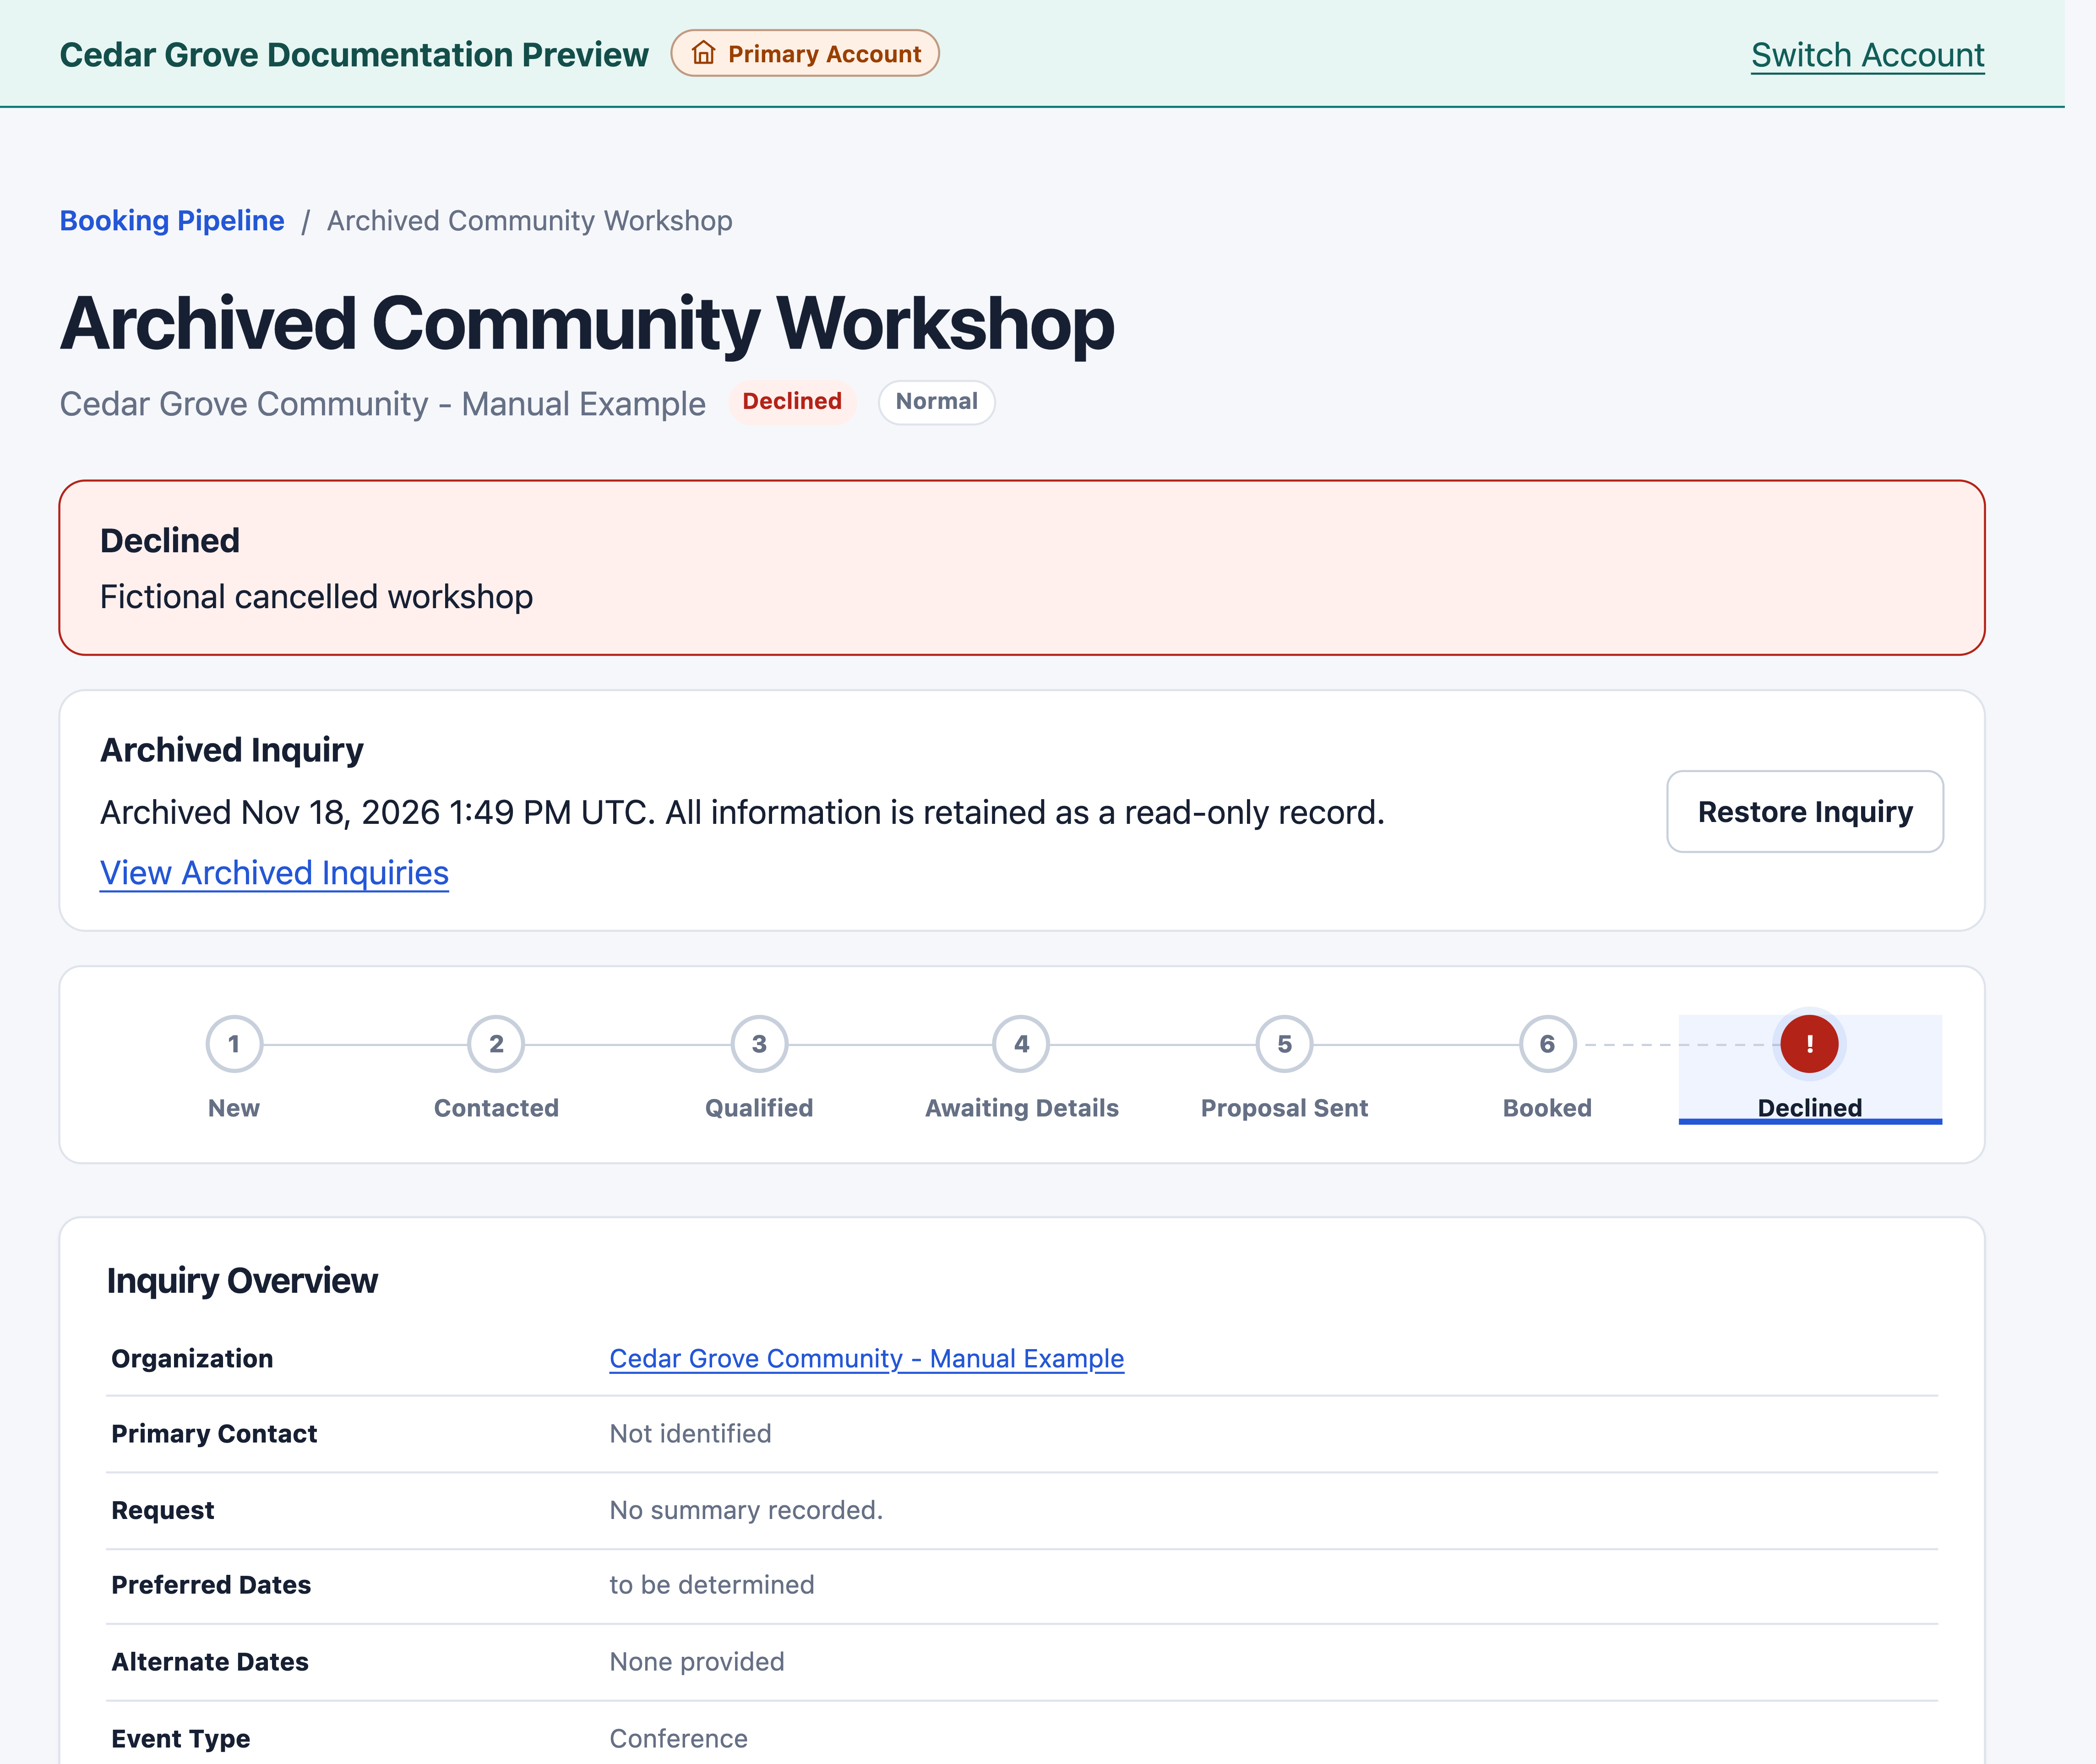 Cedar Grove Documentation Preview
Primary Account
Switch Account
Booking Pipeline / Archived Community Workshop
Archived Community Workshop
Cedar Grove Community - Manual Example
Declined
Normal
Declined
Fictional cancelled workshop
Archived Inquiry
Archived Nov 18, 2026 1:49 PM UTC. All information is retained as a read-only record.
Restore Inquiry
View Archived Inquiries
1
New
2
Contacted
3
Qualified
4
Awaiting Details
5
Proposal Sent
6
Booked
!
Declined
Inquiry Overview
Organization Cedar Grove Community - Manual Example
Primary Contact Not identified
Request No summary recorded.
Preferred Dates to be determined
Alternate Dates None provided
Event Type Conference